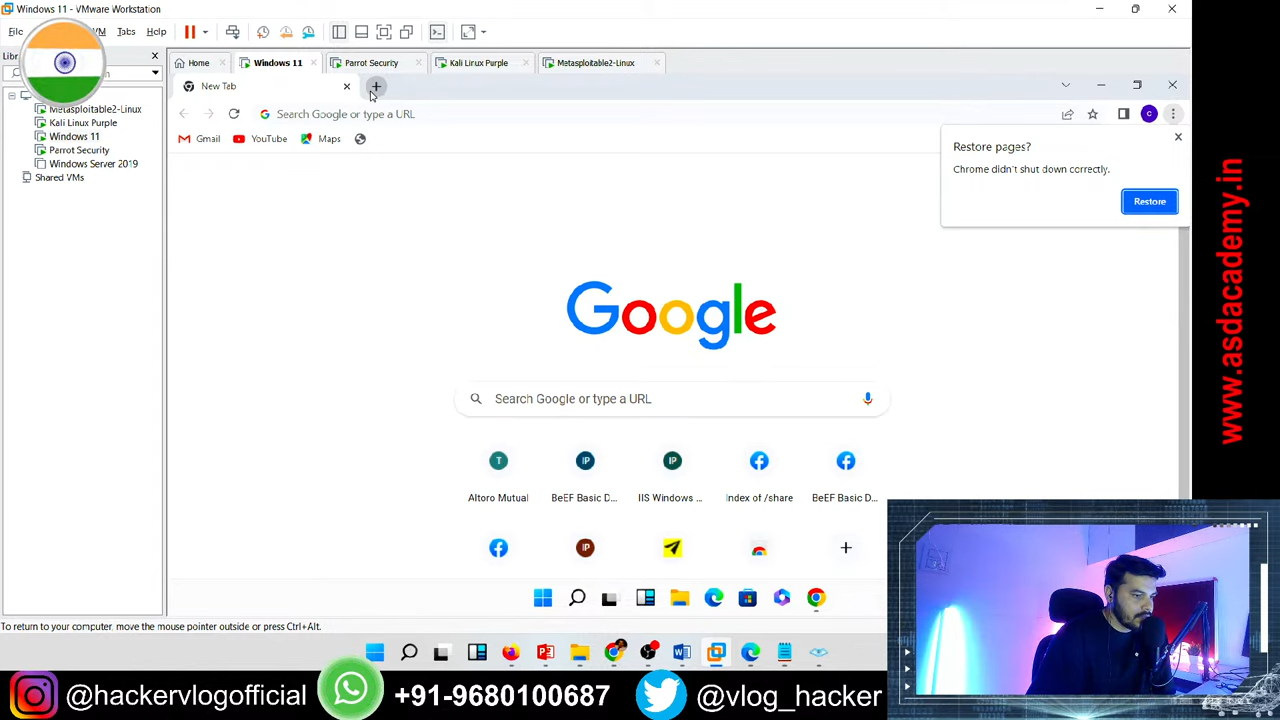 Windows 11 - VMware Workstation
File
VM
Tabs
Help
Home
Windows 11
Parrot Security
Kali Linux Purple
Metasploitable2-Linux
New Tab
Search Google or type a URL
Gmail
YouTube
Maps
C
Metasploitable2-Linux
Kali Linux Purple
Windows 11
Parrot Security
Windows Server 2019
Shared VMs
Restore pages?
Chrome didn't shut down correctly.
Restore
Google
Search Google or type a URL
T
IP
IP
Altoro Mutual
BeEF Basic D...
IIS Windows ...
Index of /share
BeEF Basic D...
IP
To return to your computer, move the mouse pointer outside or press Ctrl+Alt.
www.asdacademy.in
@hackervlogofficial
+91-9680100687
@vlog_hacker